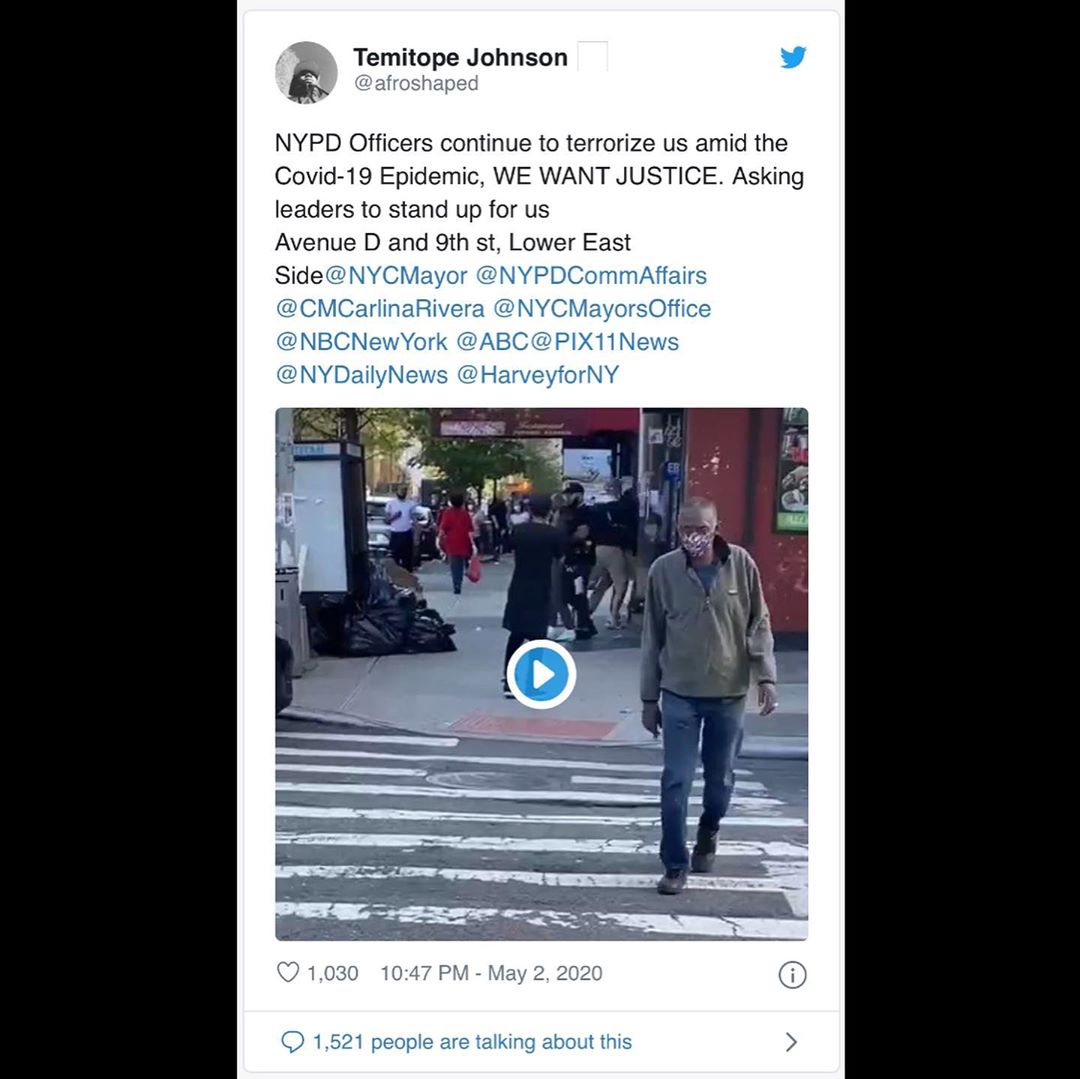 Temitope Johnson
@afroshaped
NYPD Officers continue to terrorize us amid the
Covid-19 Epidemic, WE WANT JUSTICE. Asking
leaders to stand up for us
Avenue D and 9th st, Lower East
Side@NYCMayor @NYPDCommAffairs
@CMCarlinaRivera @NYCMayorsOffice
@NBCNewYork @ABC@PIX11News
@NYDailyNews @HarveyforNY
Restaurant
1,030 10:47 PM - May 2, 2020
1,521 people are talking about this